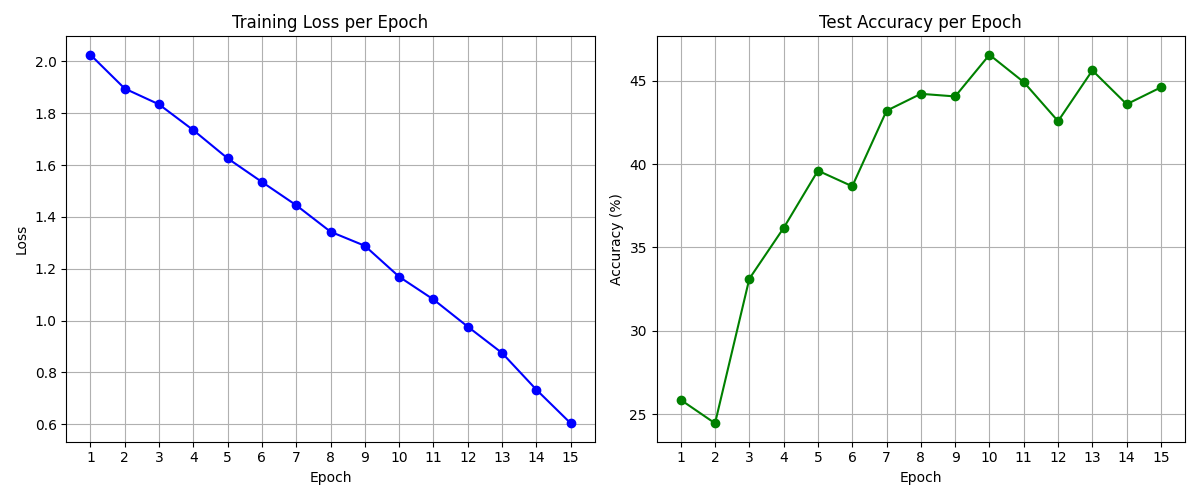 Training Loss per Epoch
2.0
1.8
1.6
1.4
1.2
1.0
0.8
0.6
Loss
1 2 3 4 5 6 7 8 9 10 11 12 13 14 15
Epoch
Test Accuracy per Epoch
45
40
35
30
25
Accuracy (%)
1 2 3 4 5 6 7 8 9 10 11 12 13 14 15
Epoch